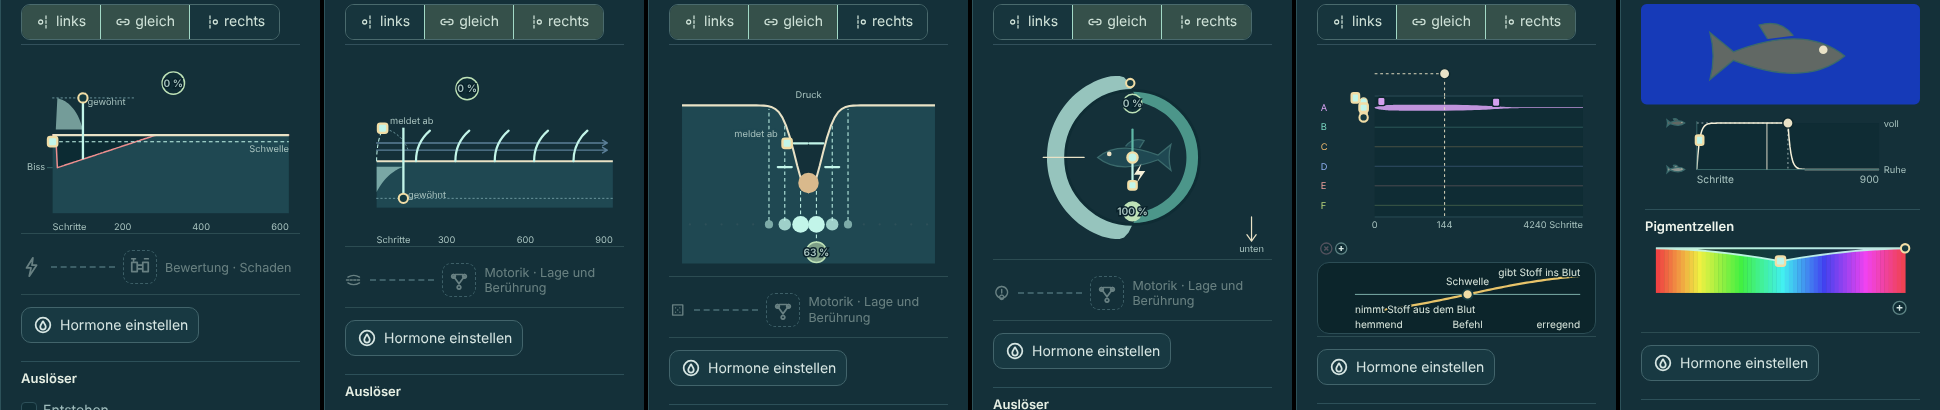 links gleich rechts
0 %
gewöhnt
Schwelle
Biss
Schritte 200 400 600
Bewertung · Schaden
Hormone einstellen
Auslöser
Entstehen
links gleich rechts
0 %
meldet ab
gewöhnt
Schritte 300 600 900
Motorik · Lage und
Berührung
Hormone einstellen
Auslöser
links gleich rechts
Druck
meldet ab
63 %
Motorik · Lage und
Berührung
Hormone einstellen
links gleich rechts
0 %
100 %
unten
Motorik · Lage und
Berührung
Hormone einstellen
Auslöser
links gleich rechts
A
B
C
D
E
F
0 144 4240 Schritte
gibt Stoff ins Blut
Schwelle
nimmt Stoff aus dem Blut
hemmend Befehl erregend
Hormone einstellen
voll
Ruhe
Schritte 900
Pigmentzellen
Hormone einstellen